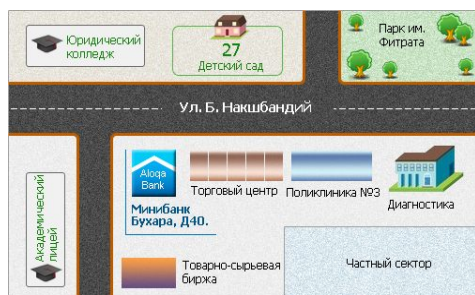 Юридический
колледж
27
Детский сад
Парк им.
Фитрата
Ул. Б. Накшбандий
Академический
лицей
Aloqa
Bank
Минибанк
Бухара, Д40.
Торговый центр
Поликлиника №3
Диагностика
Товарно-сырьевая
биржа
Частный сектор